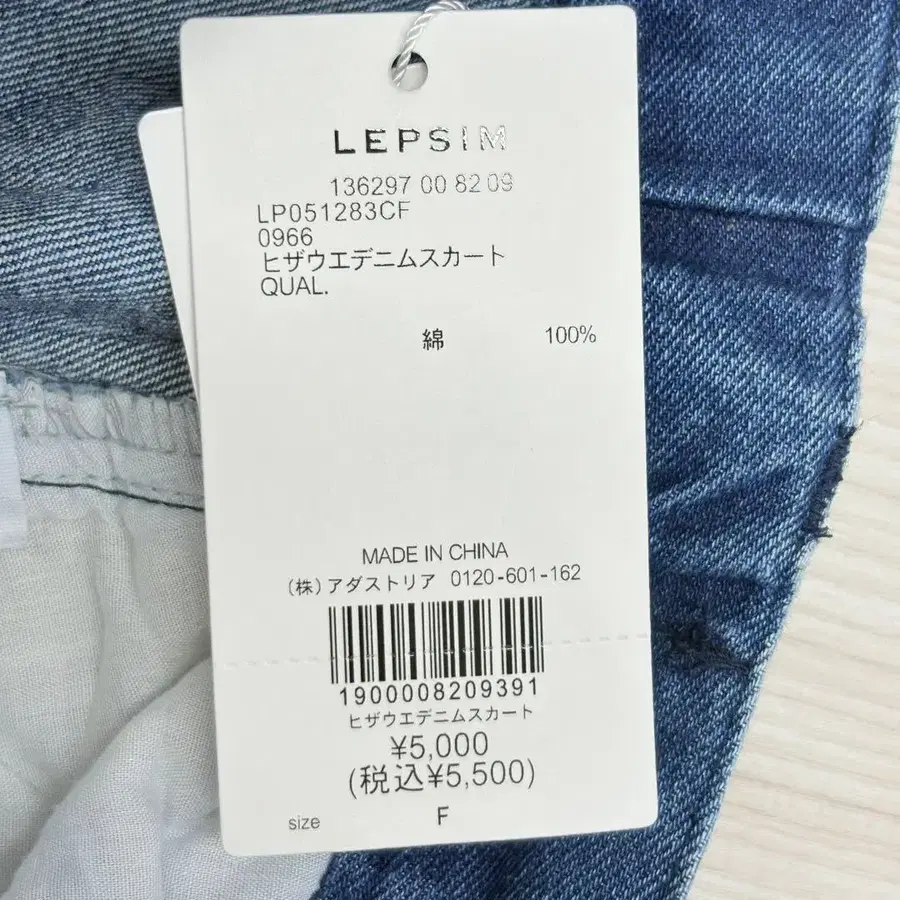 LEPSIM
136297 00 82 09
LP051283CF
0966
ヒザウエデニムスカート
QUAL.
綿 100%
MADE IN CHINA
(株)アダストリア 0120-601-162
1900008209391
ヒザウエデニムスカート
¥5,000
(税込¥5,500)
size F